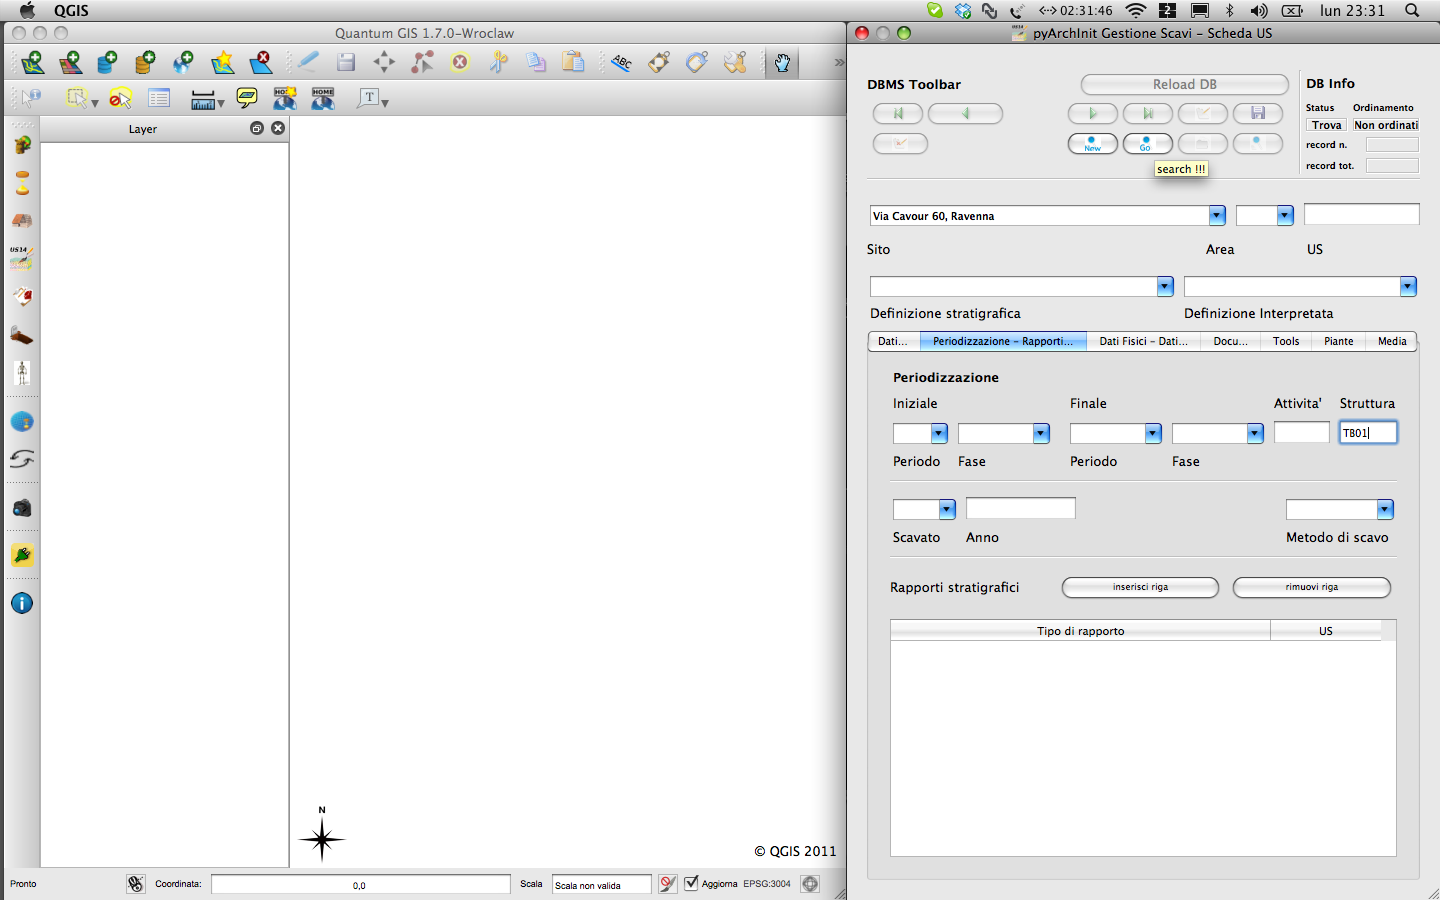 QGIS
02:31:46
2
lun 23:31
Quantum GIS 1.7.0-Wroclaw
ABC
HOME
HOME
T
Layer
US14
N
© QGIS 2011
Pronto
Coordinata:
0,0
Scala
Scala non valida
Aggiorna
EPSG:3004
pyArchInit Gestione Scavi - Scheda US
DBMS Toolbar
Reload DB
DB Info
Status
Ordinamento
Trova
Non ordinati
New
Go
record n.
record tot.
search !!!
Via Cavour 60, Ravenna
Sito
Area
US
Definizione stratigrafica
Definizione Interpretata
Dati...
Periodizzazione - Rapporti...
Dati Fisici - Dati...
Docu...
Tools
Piante
Media
Periodizzazione
Iniziale
Finale
Attivita'
Struttura
TB01
Periodo
Fase
Periodo
Fase
Scavato
Anno
Metodo di scavo
Rapporti stratigrafici
inserisci riga
rimuovi riga
Tipo di rapporto
US